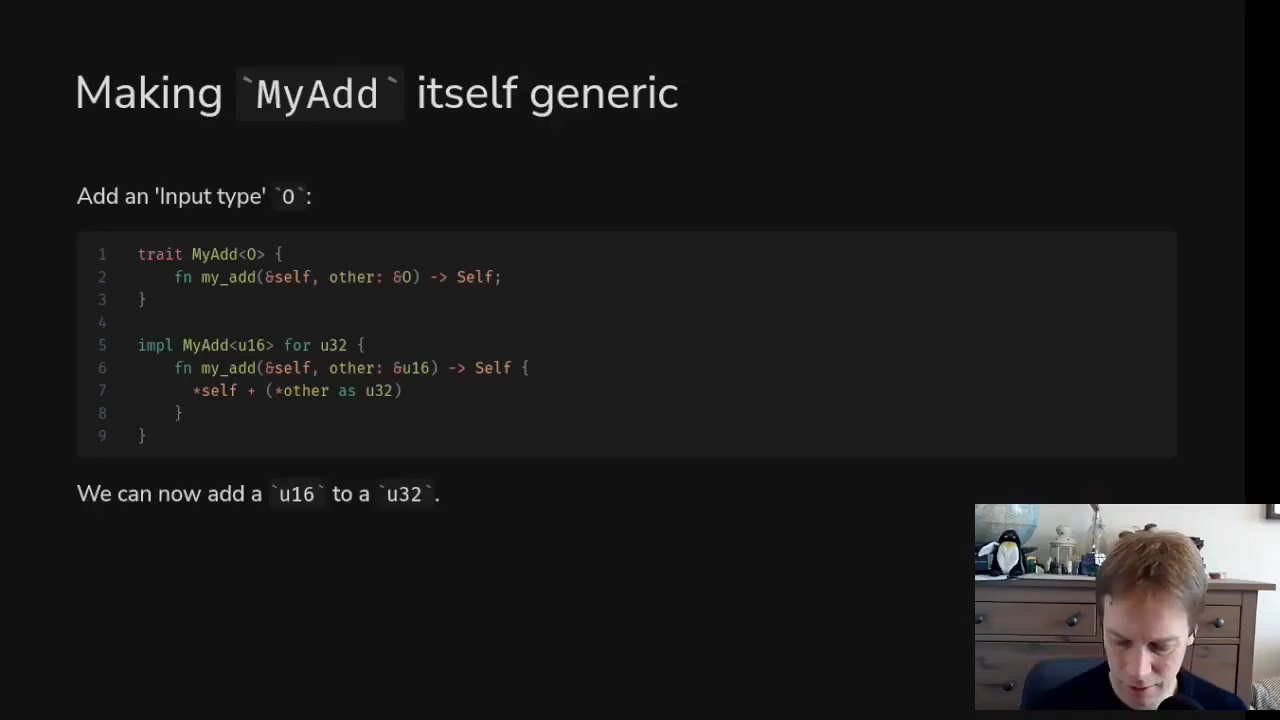 Making `MyAdd` itself generic
Add an 'Input type' `O`:
1 trait MyAdd<O> {
2 fn my_add(&self, other: &O) -> Self;
3 }
4
5 impl MyAdd<u16> for u32 {
6 fn my_add(&self, other: &u16) -> Self {
7 *self + (*other as u32)
8 }
9 }
We can now add a `u16` to a `u32`.